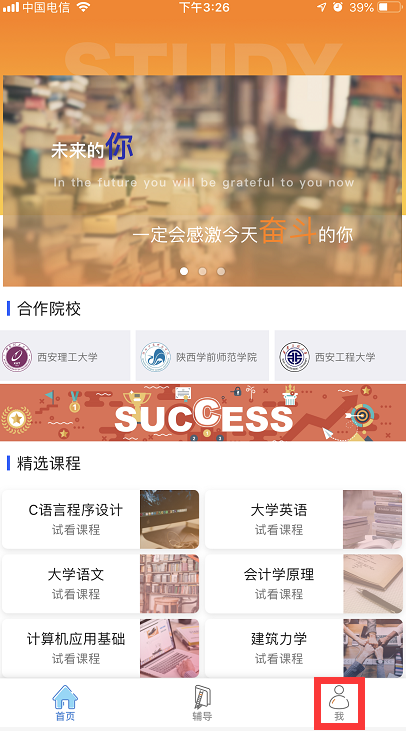 中国电信 下午3:26 39%
STUDY
未来的你
In the future you will be grateful to you now
一定会感激今天奋斗的你
合作院校
西安理工大学 陕西学前师范学院 西安工程大学
SUCCESS
精选课程
C语言程序设计 大学英语
试看课程 试看课程
大学语文 会计学原理
试看课程 试看课程
计算机应用基础 建筑力学
试看课程 试看课程
首页 辅导 我